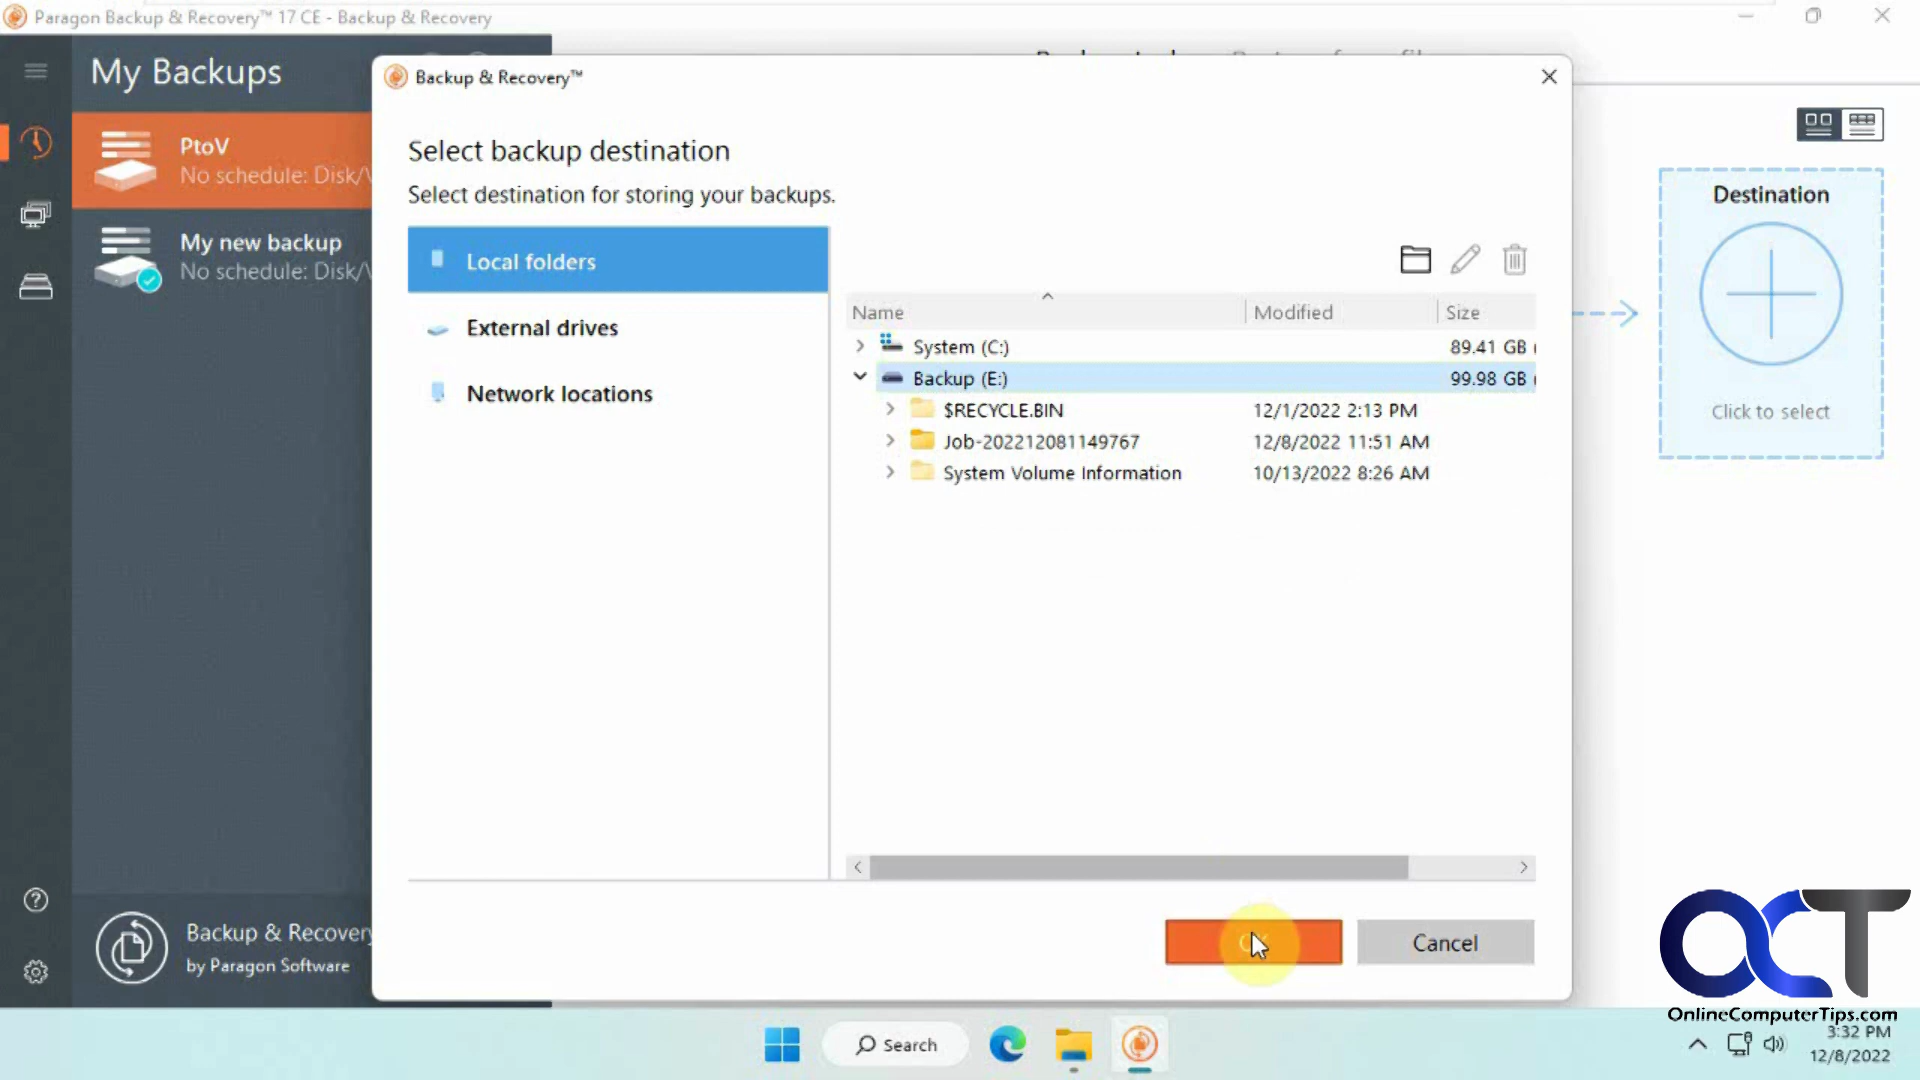 Paragon Backup & Recovery™ 17 CE - Backup & Recovery
My Backups
PtoV
No schedule: Disk/V
My new backup
No schedule: Disk/V
Backup & Recovery
by Paragon Software
Backup & Recovery™
Select backup destination
Select destination for storing your backups.
Local folders
External drives
Network locations
Name Modified Size
System (C:) 89.41 GB
Backup (E:) 99.98 GB
$RECYCLE.BIN 12/1/2022 2:13 PM
Job-202212081149767 12/8/2022 11:51 AM
System Volume Information 10/13/2022 8:26 AM
Cancel
Destination
Click to select
OCT
OnlineComputerTips.com
Search
3:32 PM
12/8/2022